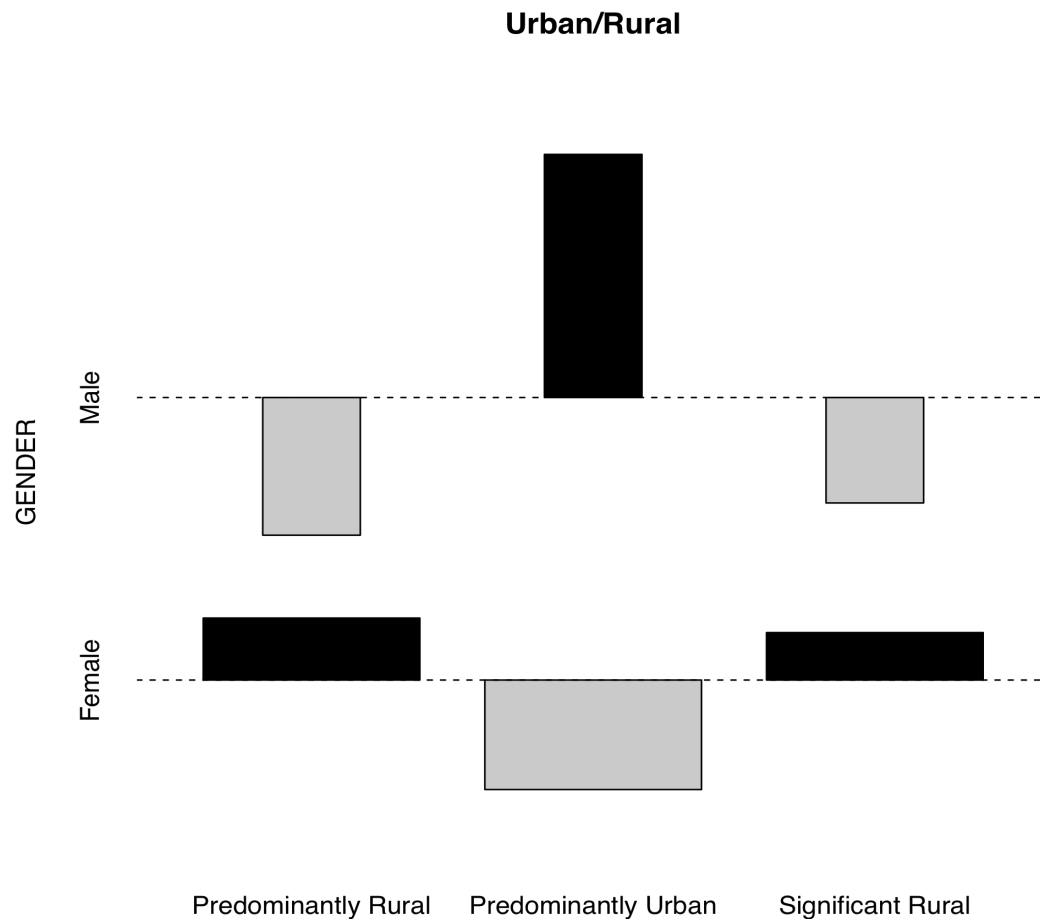 Urban/Rural
GENDER
Male
Female
Predominantly Rural
Predominantly Urban
Significant Rural